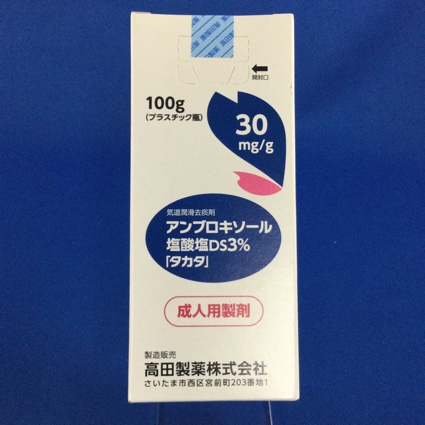 開封口
100g
(プラスチック瓶)
30
mg/g
気道潤滑去痰剤
アンブロキソール
塩酸塩DS3%
「タカタ」
成人用製剤
製造販売
高田製薬株式会社
さいたま市西区宮前町203番地1